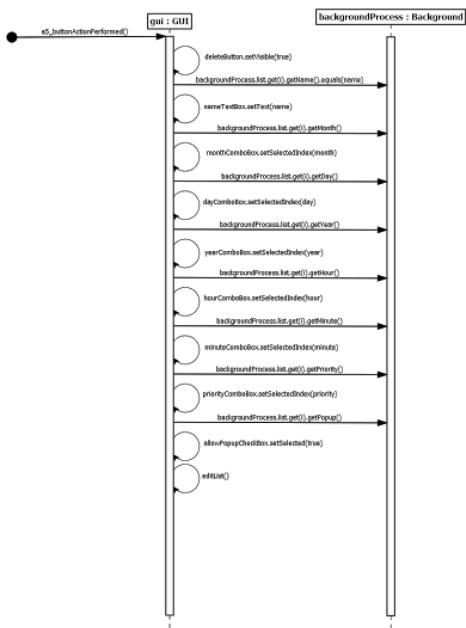 gui : GUI
backgroundProcess : Background
a5_buttonActionPerformed()
deleteButton.setVisible(true)
backgroundProcess.list.get(i).getName().equals(name)
nameTextBox.setText(name)
backgroundProcess.list.get(i).getMonth()
monthComboBox.setSelectedIndex(month)
backgroundProcess.list.get(i).getDay()
dayComboBox.setSelectedIndex(day)
backgroundProcess.list.get(i).getYear()
yearComboBox.setSelectedIndex(year)
backgroundProcess.list.get(i).getHour()
hourComboBox.setSelectedIndex(hour)
backgroundProcess.list.get(i).getMinute()
minuteComboBox.setSelectedIndex(minute)
backgroundProcess.list.get(i).getPriority()
priorityComboBox.setSelectedIndex(priority)
backgroundProcess.list.get(i).getPopup()
allowPopupCheckBox.setSelected(true)
editList()